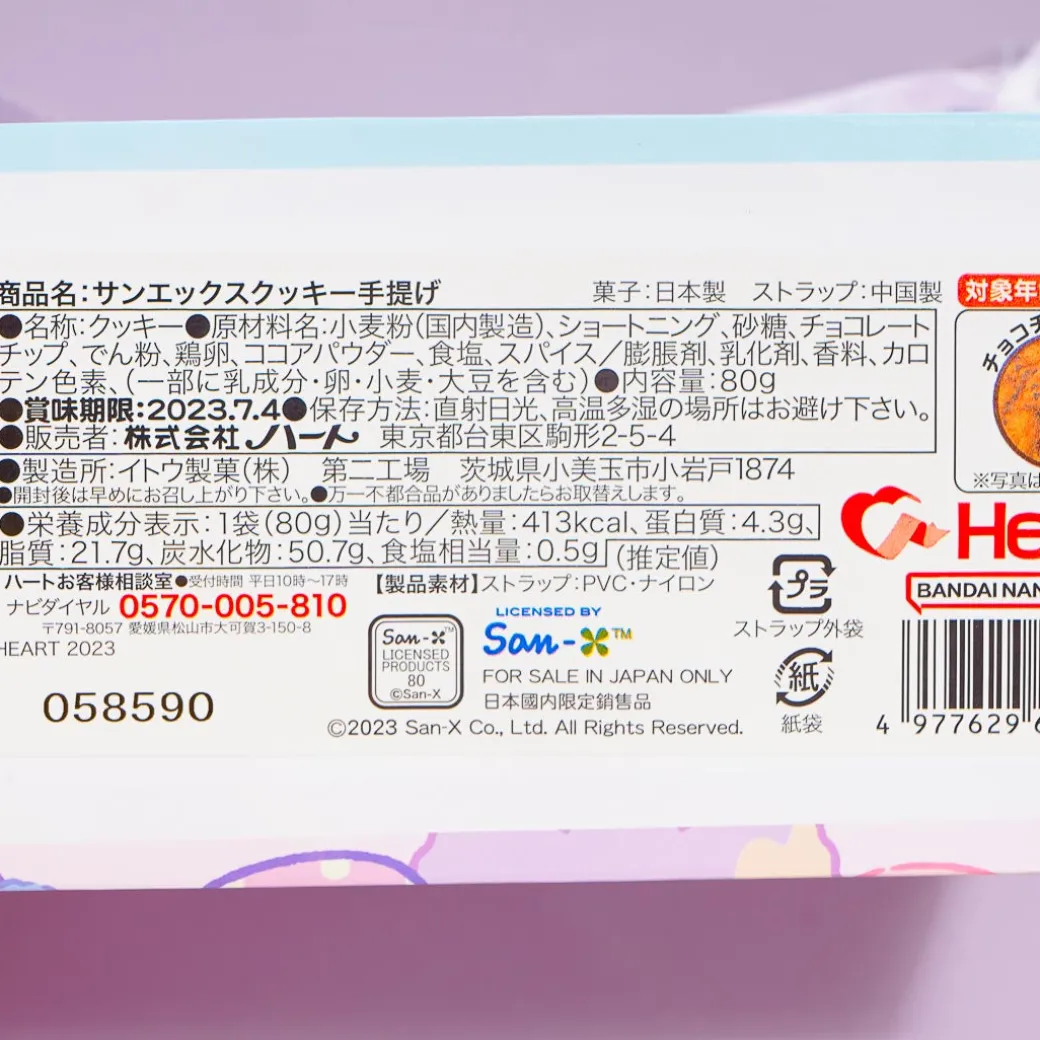 商品名:サンエックスクッキー手提げ 菓子:日本製 ストラップ:中国製
●名称:クッキー●原材料名:小麦粉(国内製造)、ショートニング、砂糖、チョコレート
チップ、でん粉、鶏卵、ココアパウダー、食塩、スパイス/膨脹剤、乳化剤、香料、カロ
テン色素、(一部に乳成分・卵・小麦・大豆を含む)●内容量:80g
●賞味期限:2023.7.4●保存方法:直射日光、高温多湿の場所はお避け下さい。
●販売者:株式会社ハート 東京都台東区駒形2-5-4
●製造所:イトウ製菓(株) 第二工場 茨城県小美玉市小岩戸1874
●開封後は早めにお召し上がり下さい。●万一不都合品がありましたらお取替えします。
●栄養成分表示:1袋(80g)当たり/熱量:413kcal、蛋白質:4.3g、
脂質:21.7g、炭水化物:50.7g、食塩相当量:0.5g(推定値)
ハートお客様相談室●受付時間 平日10時~17時
ナビダイヤル 0570-005-810
〒791-8057 愛媛県松山市大可賀3-150-8
HEART 2023
058590
【製品素材】ストラップ:PVC・ナイロン
San-X™
LICENSED
PRODUCTS
80
©San-X
LICENSED BY
San-X™
FOR SALE IN JAPAN ONLY
日本國内限定銷售品
©2023 San-X Co., Ltd. All Rights Reserved.
プラ
ストラップ外袋
紙
紙袋
対象年
チョコチ
※写真は
He
BANDAI NAM
4 977629 6